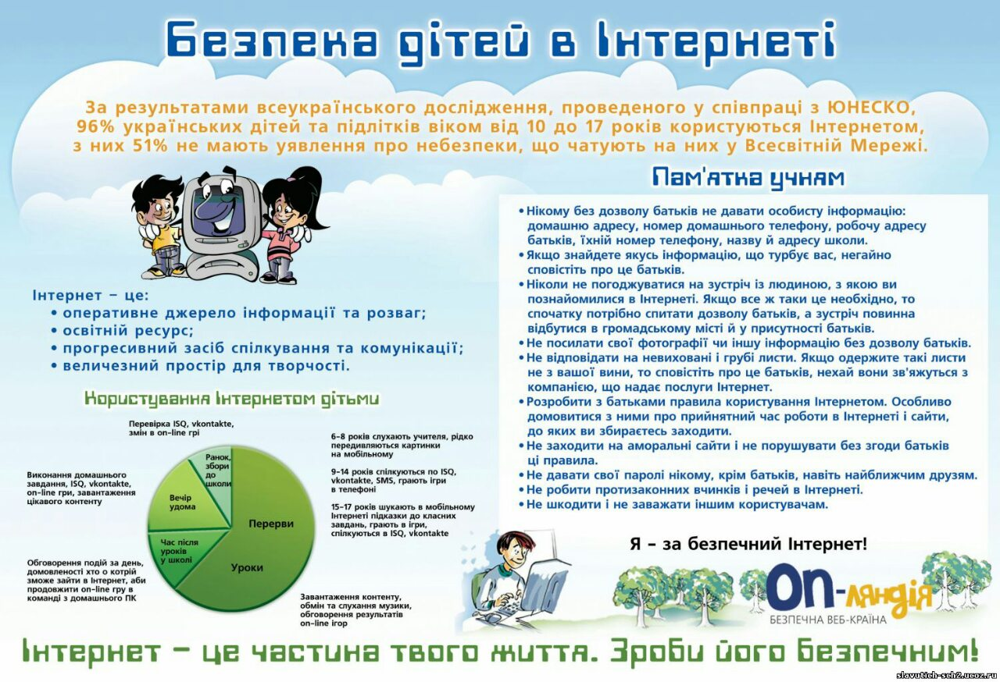 Безпека дітей в Інтернеті
За результатами всеукраїнського дослідження, проведеного у співпраці з ЮНЕСКО,
96% українських дітей та підлітків віком від 10 до 17 років користуються Інтернетом,
з них 51% не мають уявлення про небезпеки, що чатують на них у Всесвітній Мережі.
Інтернет – це:
• оперативне джерело інформації та розваг;
• освітній ресурс;
• прогресивний засіб спілкування та комунікації;
• величезний простір для творчості.
Користування Інтернетом дітьми
Перевірка ISQ, vkontakte,
змін в on-line грі
Виконання домашнього
завдання, ISQ, vkontakte,
on-line гри, завантаження
цікавого контенту
Обговорення подій за день,
домовленості хто о котрій
зможе зайти в Інтернет, аби
продовжити on-line гру в
команді з домашнього ПК
Ранок,
збори
до
школи
Вечір
удома
Час після
уроків
у школі
Перерви
Уроки
6–8 років слухають учителя, рідко
передивляються картинки
на мобільному
9–14 років спілкуються по ISQ,
vkontakte, SMS, грають ігри
в телефоні
15–17 років шукають в мобільному
Інтернеті підказки до класних
завдань, грають в ігри,
спілкуються в ISQ, vkontakte
Завантаження контенту,
обмін та слухання музики,
обговорення результатів
on-line ігор
Пам'ятка учням
• Нікому без дозволу батьків не давати особисту інформацію:
домашню адресу, номер домашнього телефону, робочу адресу
батьків, їхній номер телефону, назву й адресу школи.
• Якщо знайдете якусь інформацію, що турбує вас, негайно
сповістіть про це батьків.
• Ніколи не погоджуватися на зустріч із людиною, з якою ви
познайомилися в Інтернеті. Якщо все ж таки це необхідно, то
спочатку потрібно спитати дозволу батьків, а зустріч повинна
відбутися в громадському місті й у присутності батьків.
• Не посилати свої фотографії чи іншу інформацію без дозволу батьків.
• Не відповідати на невиховані і грубі листи. Якщо одержите такі листи
не з вашої вини, то сповістіть про це батьків, нехай вони зв'яжуться з
компанією, що надає послуги Інтернет.
• Розробити з батьками правила користування Інтернетом. Особливо
домовитися з ними про прийнятний час роботи в Інтернеті і сайти,
до яких ви збираєтесь заходити.
• Не заходити на аморальні сайти і не порушувати без згоди батьків
ці правила.
• Не давати свої паролі нікому, крім батьків, навіть найближчим друзям.
• Не робити протизаконних вчинків і речей в Інтернеті.
• Не шкодити і не заважати іншим користувачам.
Я – за безпечний Інтернет!
Оn-ляндія
БЕЗПЕЧНА ВЕБ-КРАЇНА
Інтернет – це частина твого життя. Зроби його безпечним!
slavutich-sch2.ucoz.ru